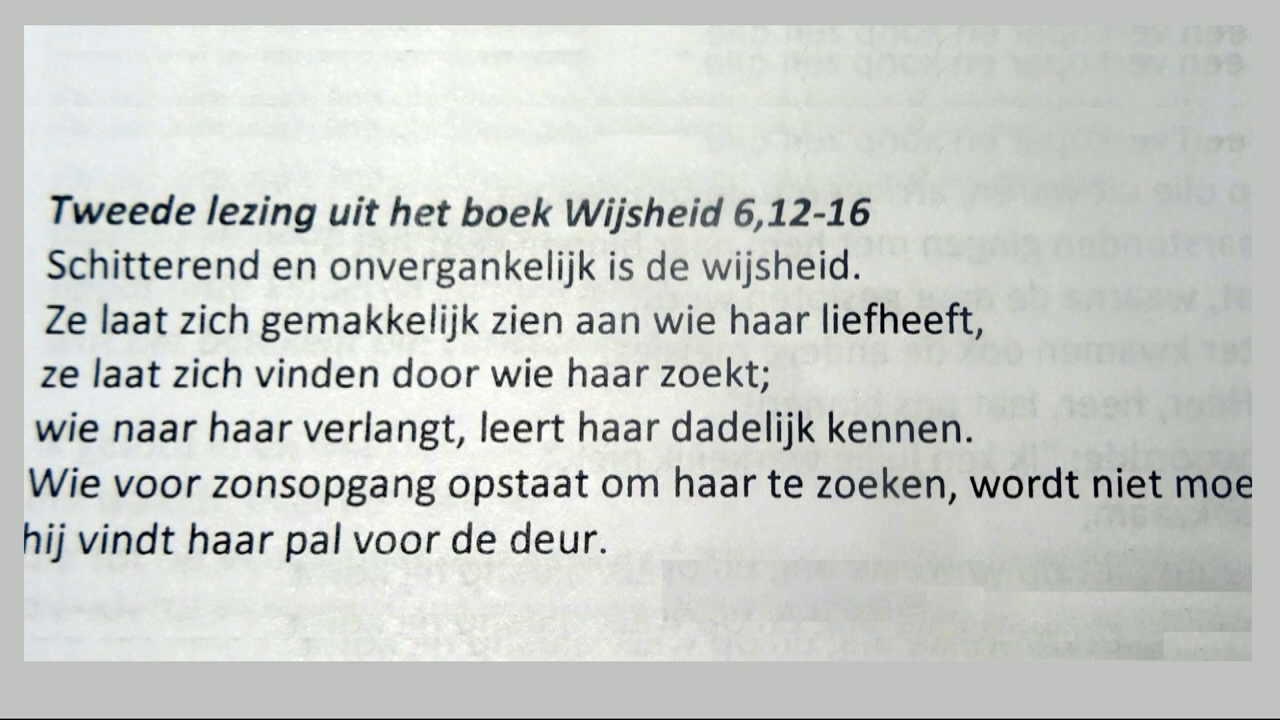 Tweede lezing uit het boek Wijsheid 6,12-16
Schitterend en onvergankelijk is de wijsheid.
Ze laat zich gemakkelijk zien aan wie haar liefheeft,
ze laat zich vinden door wie haar zoekt;
wie naar haar verlangt, leert haar dadelijk kennen.
Wie voor zonsopgang opstaat om haar te zoeken, wordt niet moe
hij vindt haar pal voor de deur.